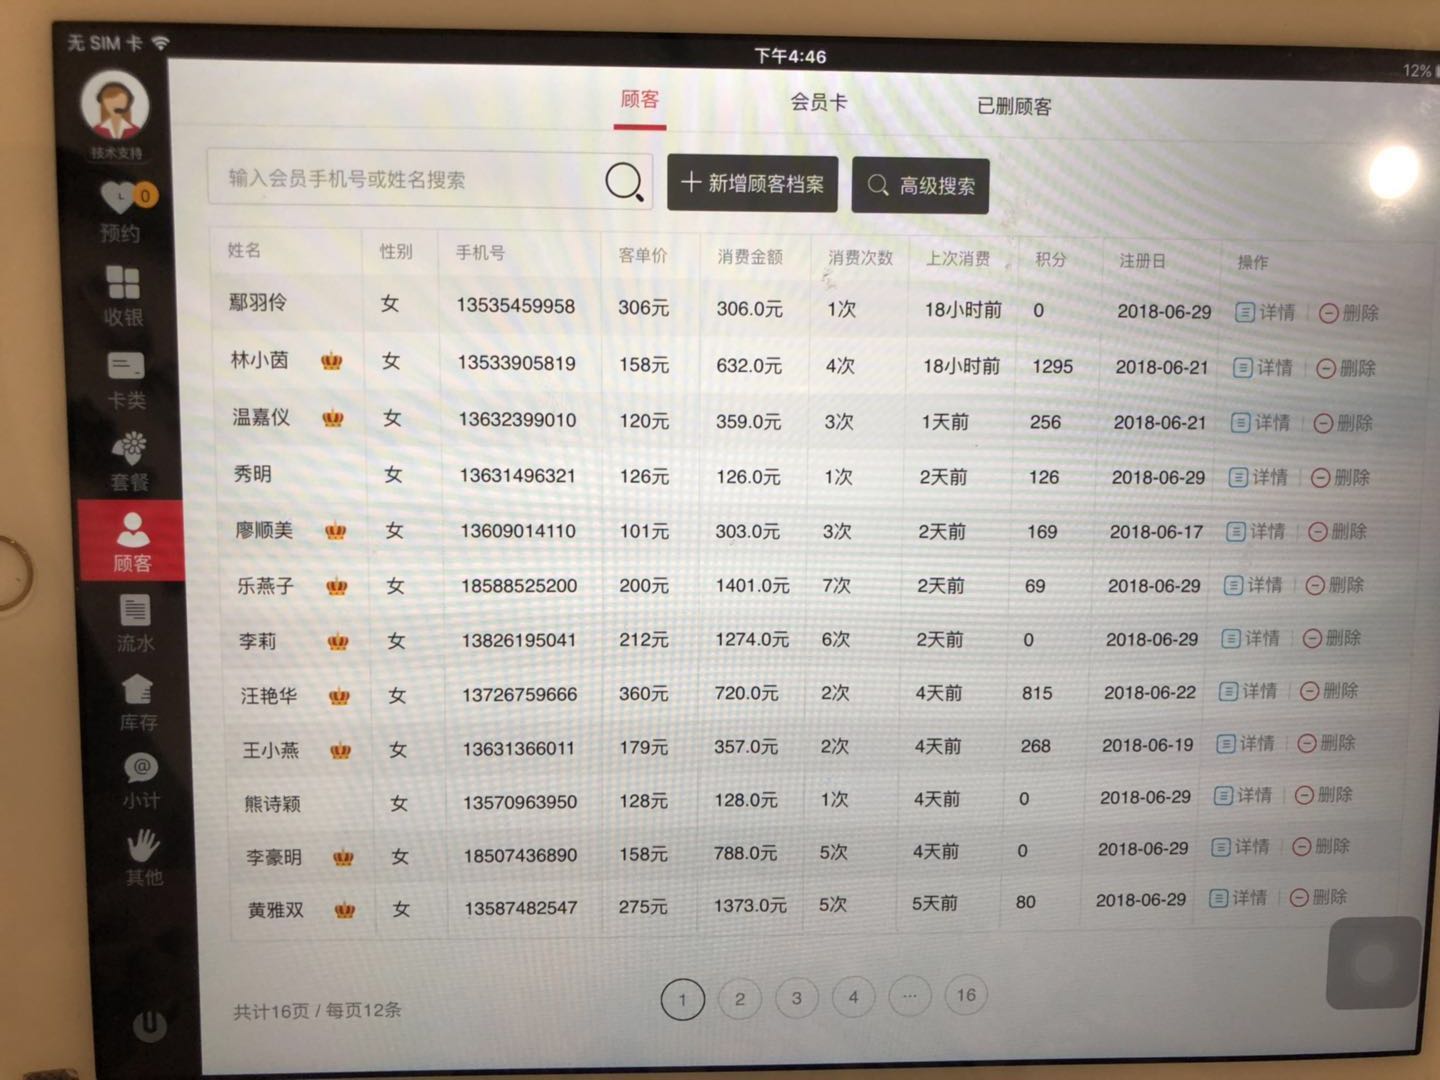 无 SIM 卡
下午4:46
12%
技术支持
0
预约
收银
卡类
套餐
顾客
流水
库存
小计
其他
顾客 会员卡 已删顾客
输入会员手机号或姓名搜索 新增顾客档案 高级搜索
姓名 性别 手机号 客单价 消费金额 消费次数 上次消费 积分 注册日 操作
鄢羽伶 女 13535459958 306元 306.0元 1次 18小时前 0 2018-06-29 详情 删除
林小茵 女 13533905819 158元 632.0元 4次 18小时前 1295 2018-06-21 详情 删除
温嘉仪 女 13632399010 120元 359.0元 3次 1天前 256 2018-06-21 详情 删除
秀明 女 13631496321 126元 126.0元 1次 2天前 126 2018-06-29 详情 删除
廖顺美 女 13609014110 101元 303.0元 3次 2天前 169 2018-06-17 详情 删除
乐燕子 女 18588525200 200元 1401.0元 7次 2天前 69 2018-06-29 详情 删除
李莉 女 13826195041 212元 1274.0元 6次 2天前 0 2018-06-29 详情 删除
汪艳华 女 13726759666 360元 720.0元 2次 4天前 815 2018-06-22 详情 删除
王小燕 女 13631366011 179元 357.0元 2次 4天前 268 2018-06-19 详情 删除
熊诗颖 女 13570963950 128元 128.0元 1次 4天前 0 2018-06-29 详情 删除
李豪明 女 18507436890 158元 788.0元 5次 4天前 0 2018-06-29 详情 删除
黄雅双 女 13587482547 275元 1373.0元 5次 5天前 80 2018-06-29 详情 删除
共计16页 / 每页12条 1 2 3 4 ... 16